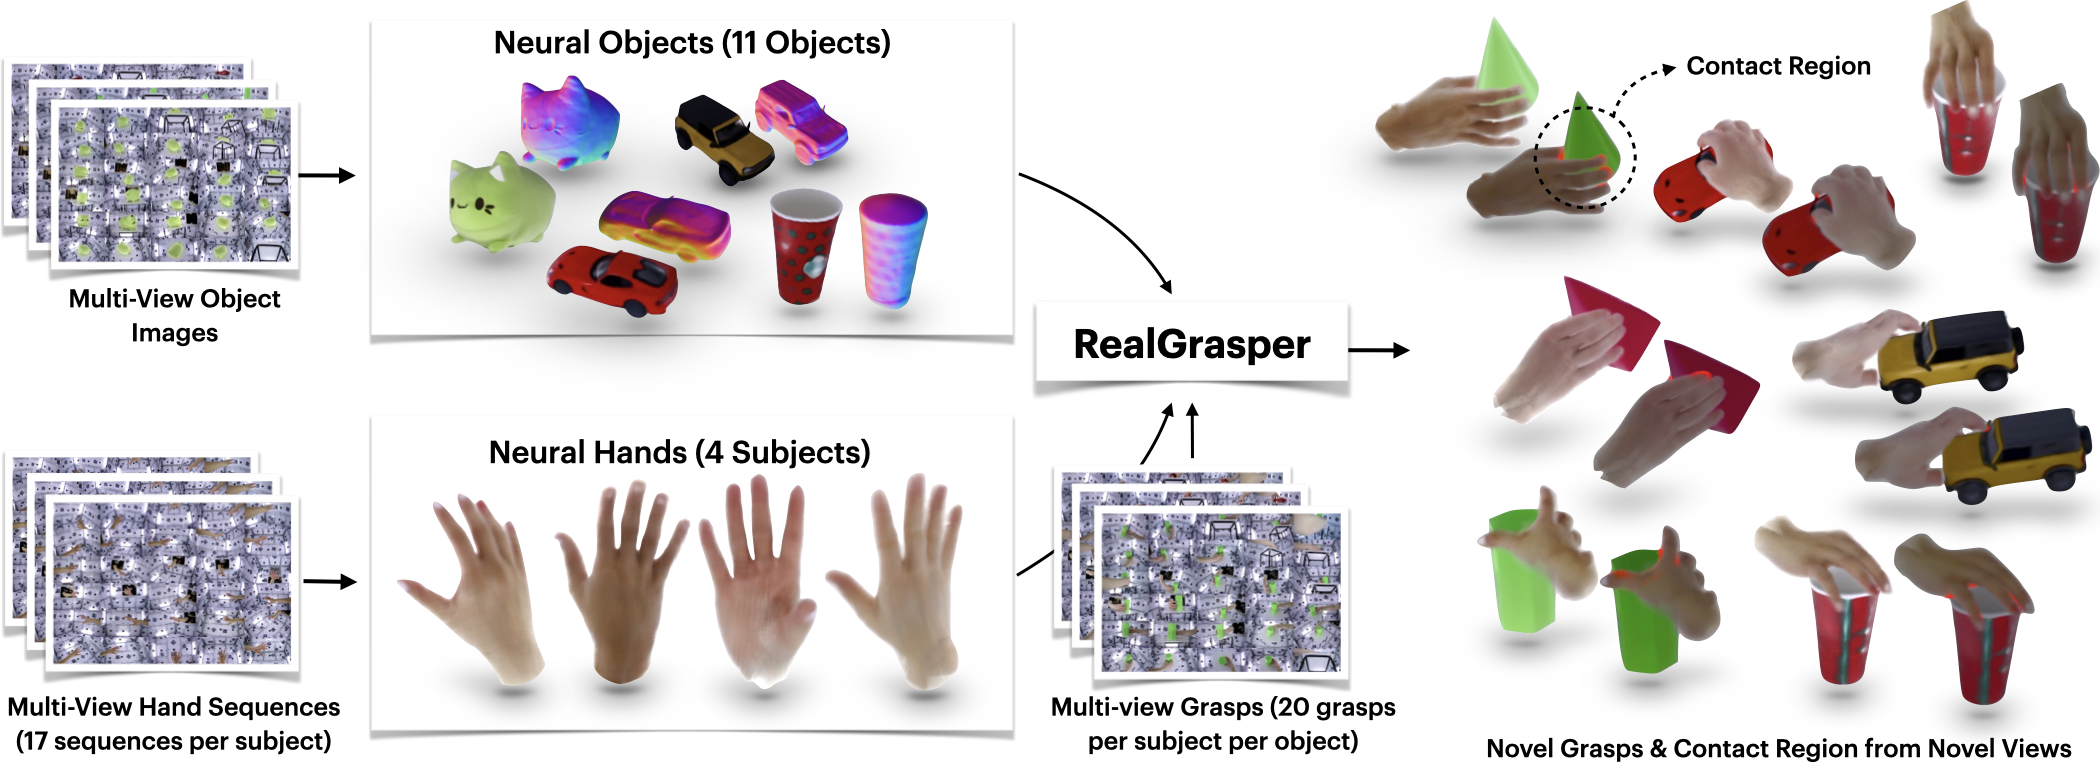 Neural Objects (11 Objects)
Multi-View Object
Images
Neural Hands (4 Subjects)
Multi-View Hand Sequences
(17 sequences per subject)
RealGrasper
Multi-view Grasps (20 grasps
per subject per object)
Contact Region
Novel Grasps & Contact Region from Novel Views